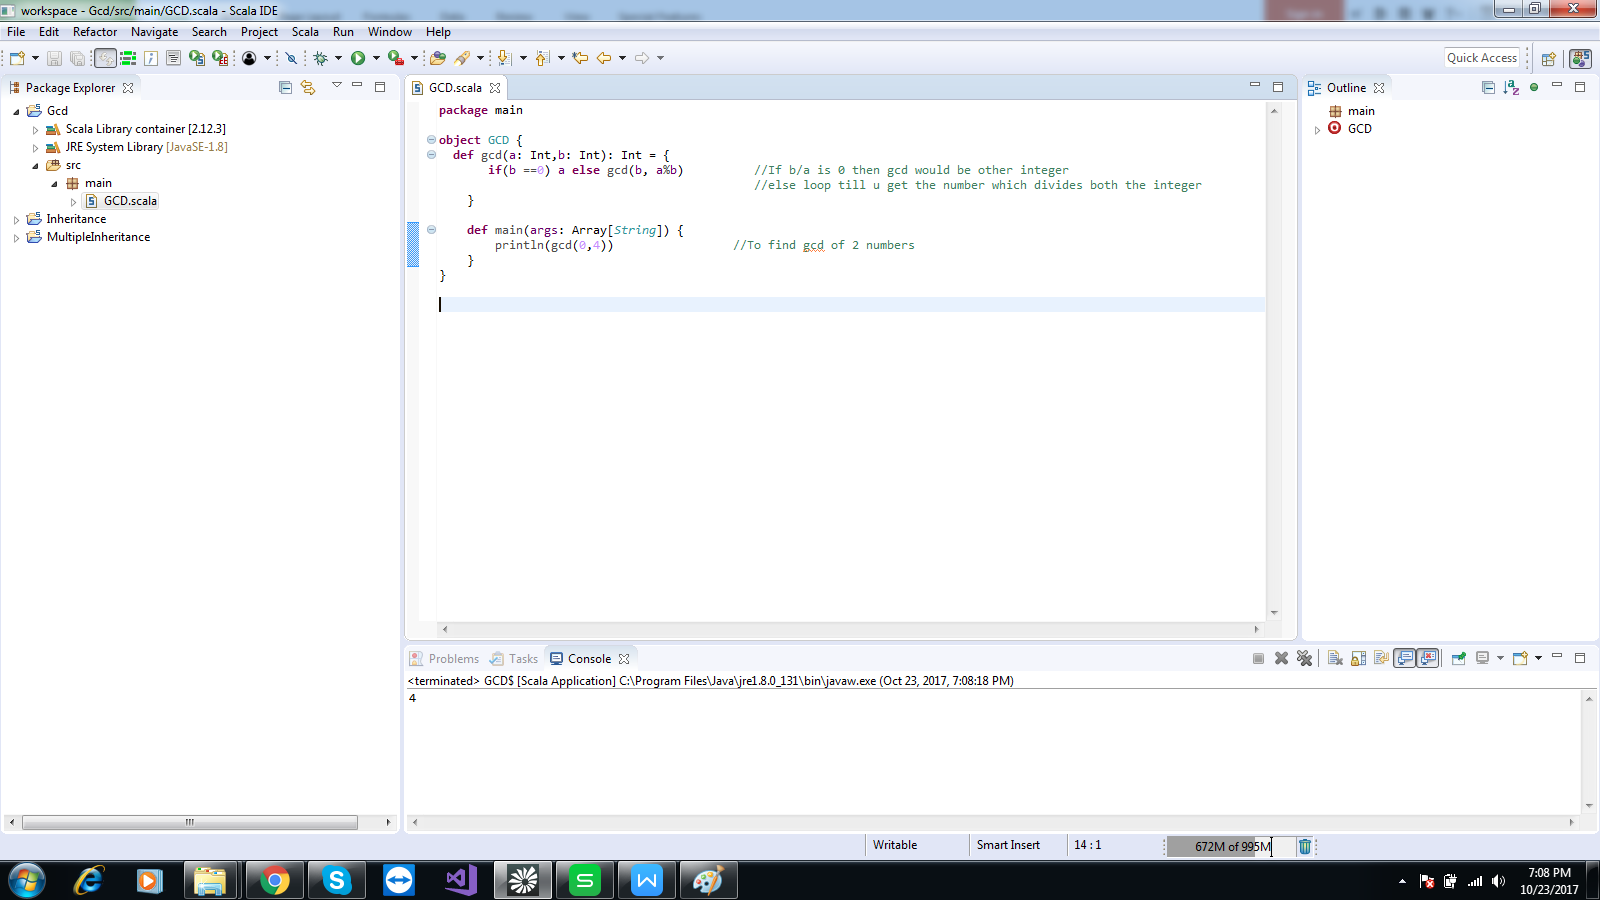 workspace - Gcd/src/main/GCD.scala - Scala IDE
File Edit Refactor Navigate Search Project Scala Run Window Help
Quick Access
Package Explorer
Gcd
Scala Library container [2.12.3]
JRE System Library [JavaSE-1.8]
src
main
GCD.scala
Inheritance
MultipleInheritance
GCD.scala
package main
object GCD {
def gcd(a: Int,b: Int): Int = {
if(b ==0) a else gcd(b, a%b) //If b/a is 0 then gcd would be other integer
//else loop till u get the number which divides both the integer
}
def main(args: Array[String]) {
println(gcd(0,4)) //To find gcd of 2 numbers
}
}
Outline
main
GCD
Problems Tasks Console
<terminated> GCD$ [Scala Application] C:\Program Files\Java\jre1.8.0_131\bin\javaw.exe (Oct 23, 2017, 7:08:18 PM)
4
Writable Smart Insert 14 : 1 672M of 995M
7:08 PM
10/23/2017